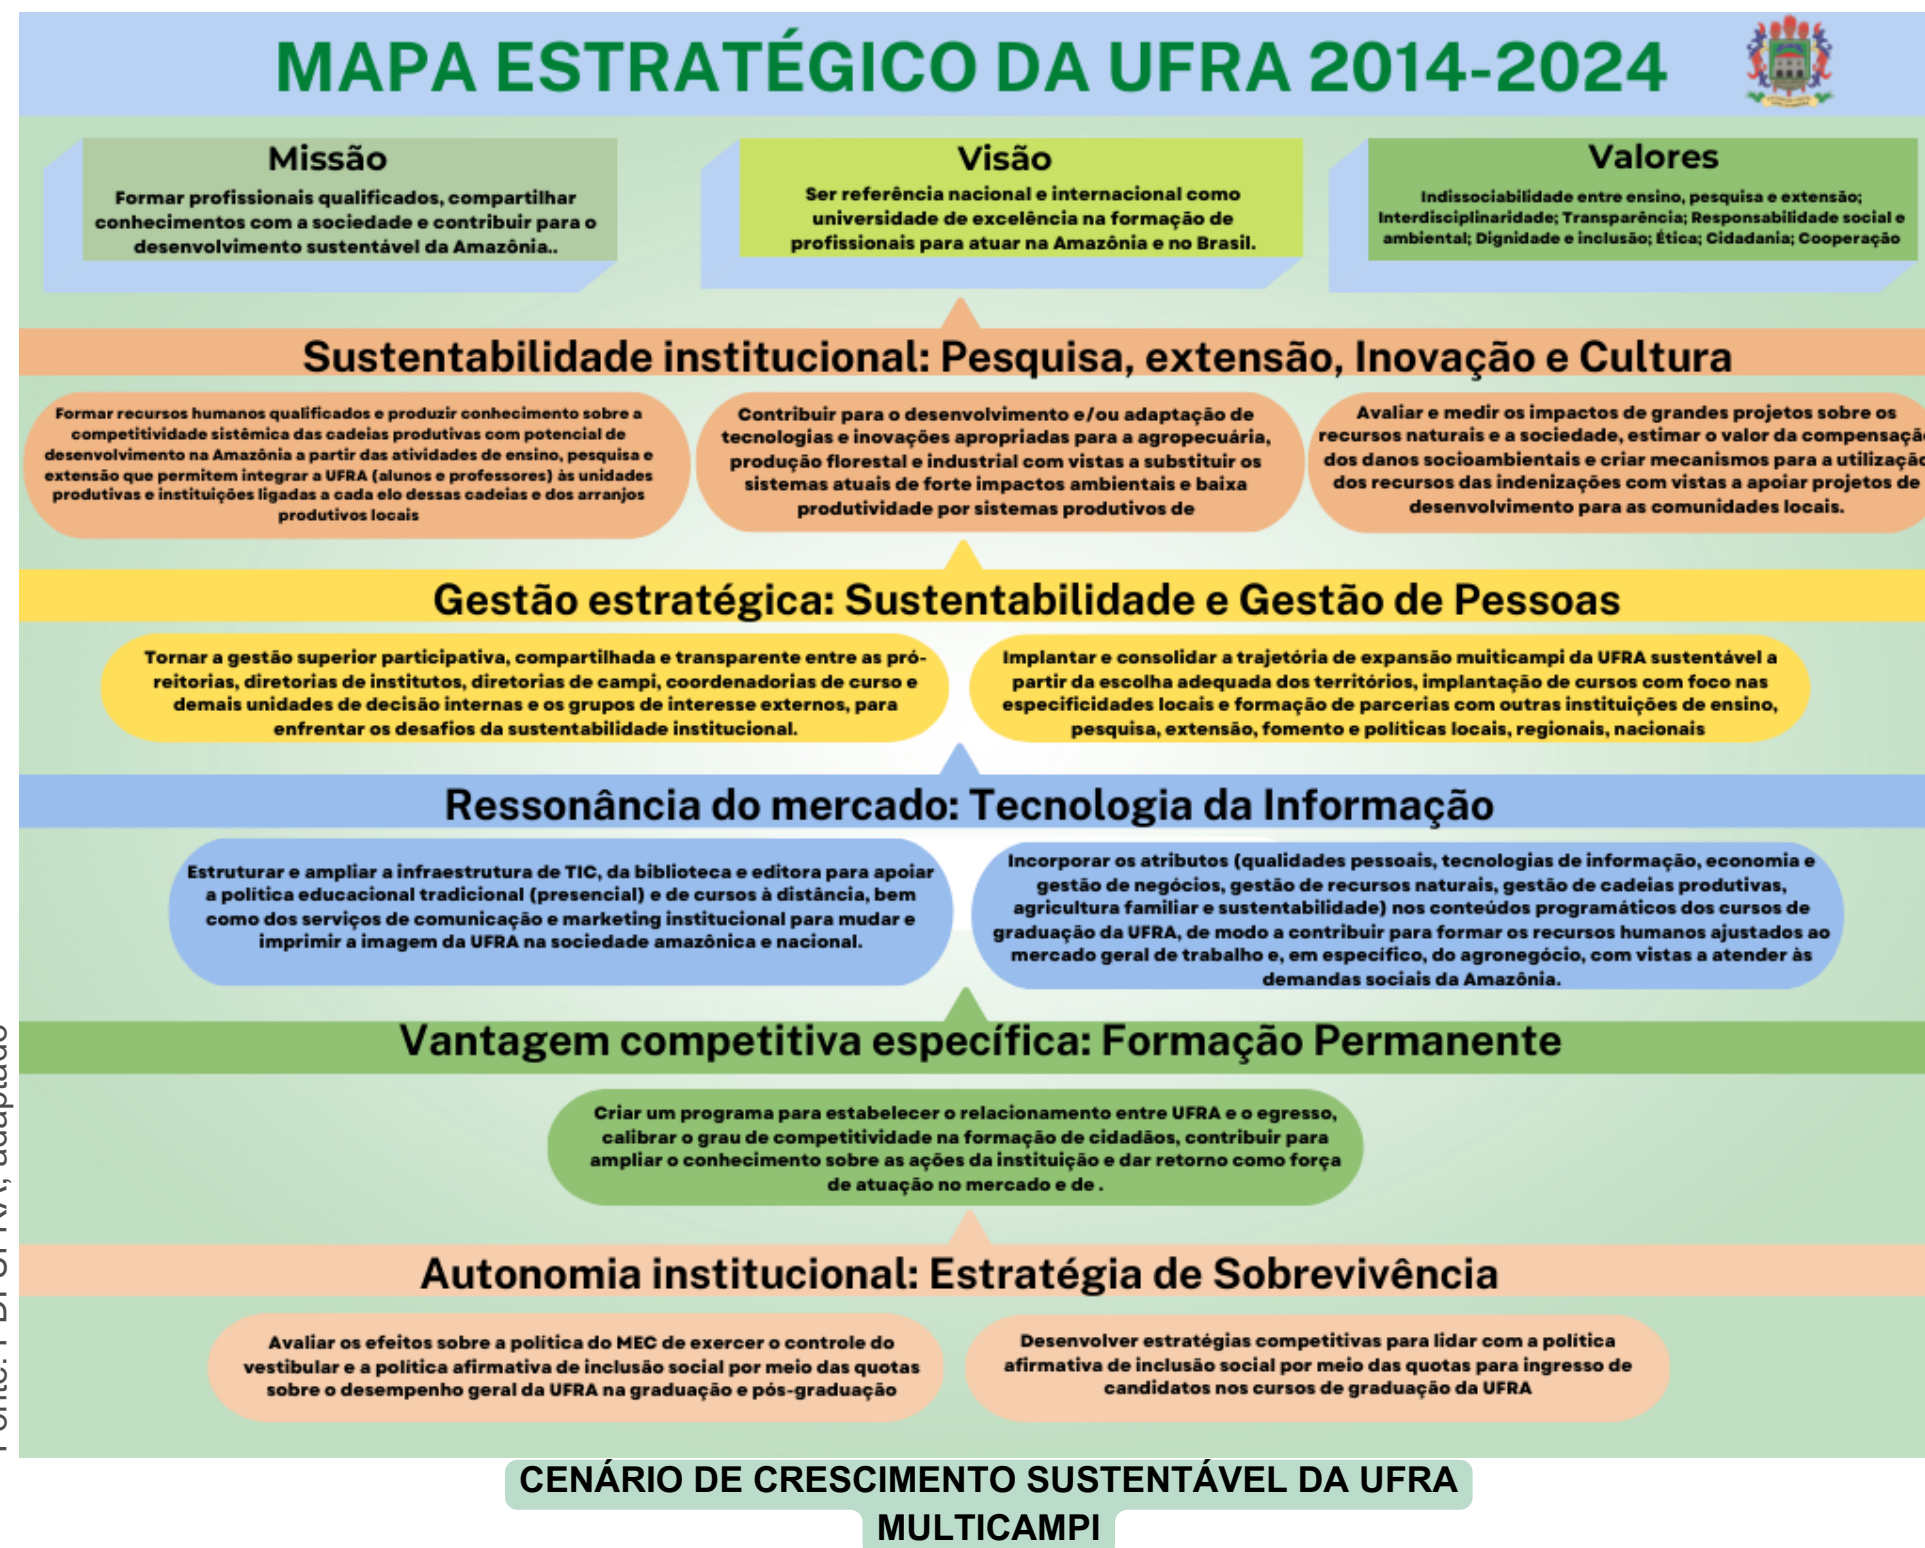 MAPA ESTRATÉGICO DA UFRA 2014-2024
Missão
Formar profissionais qualificados, compartilhar
conhecimentos com a sociedade e contribuir para o
desenvolvimento sustentável da Amazônia..
Visão
Ser referência nacional e internacional como
universidade de excelência na formação de
profissionais para atuar na Amazônia e no Brasil.
Valores
Indissociabilidade entre ensino, pesquisa e extensão;
Interdisciplinaridade; Transparência; Responsabilidade social e
ambiental; Dignidade e inclusão; Ética; Cidadania; Cooperação
Sustentabilidade institucional: Pesquisa, extensão, Inovação e Cultura
Formar recursos humanos qualificados e produzir conhecimento sobre a
competitividade sistêmica das cadeias produtivas com potencial de
desenvolvimento na Amazônia a partir das atividades de ensino, pesquisa e
extensão que permitem integrar a UFRA (alunos e professores) às unidades
produtivas e instituições ligadas a cada elo dessas cadeias e dos arranjos
produtivos locais
Contribuir para o desenvolvimento e/ou adaptação de
tecnologias e inovações apropriadas para a agropecuária,
produção florestal e industrial com vistas a substituir os
sistemas atuais de forte impactos ambientais e baixa
produtividade por sistemas produtivos de
Avaliar e medir os impactos de grandes projetos sobre os
recursos naturais e a sociedade, estimar o valor da compensação
dos danos socioambientais e criar mecanismos para a utilização
dos recursos das indenizações com vistas a apoiar projetos de
desenvolvimento para as comunidades locais.
Gestão estratégica: Sustentabilidade e Gestão de Pessoas
Tornar a gestão superior participativa, compartilhada e transparente entre as pró-
reitorias, diretorias de institutos, diretorias de campi, coordenadorias de curso e
demais unidades de decisão internas e os grupos de interesse externos, para
enfrentar os desafios da sustentabilidade institucional.
Implantar e consolidar a trajetória de expansão muiticampi da UFRA sustentável a
partir da escolha adequada dos territórios, implantação de cursos com foco nas
especificidades locais e formação de parcerias com outras instituições de ensino,
pesquisa, extensão, fomento e políticas locais, regionais, nacionais
Ressonância do mercado: Tecnologia da Informação
Estruturar e ampliar a infraestrutura de TIC, da biblioteca e editora para apoiar
a política educacional tradicional (presencial) e de cursos à distância, bem
como dos serviços de comunicação e marketing institucional para mudar e
imprimir a imagem da UFRA na sociedade amazônica e nacional.
Incorporar os atributos (qualidades pessoais, tecnologias de informação, economia e
gestão de negócios, gestão de recursos naturais, gestão de cadeias produtivas,
agricultura familiar e sustentabilidade) nos conteúdos programáticos dos cursos de
graduação da UFRA, de modo a contribuir para formar os recursos humanos ajustados ao
mercado geral de trabalho e, em específico, do agronegócio, com vistas a atender às
demandas sociais da Amazônia.
Vantagem competitiva específica: Formação Permanente
Criar um programa para estabelecer o relacionamento entre UFRA e o egresso,
calibrar o grau de competitividade na formação de cidadãos, contribuir para
ampliar o conhecimento sobre as ações da instituição e dar retorno como força
de atuação no mercado e de .
Autonomia institucional: Estratégia de Sobrevivência
Avaliar os efeitos sobre a política do MEC de exercer o controle do
vestibular e a política afirmativa de inclusão social por meio das quotas
sobre o desempenho geral da UFRA na graduação e pós-graduação
Desenvolver estratégias competitivas para lidar com a política
afirmativa de inclusão social por meio das quotas para ingresso de
candidatos nos cursos de graduação da UFRA
CENÁRIO DE CRESCIMENTO SUSTENTÁVEL DA UFRA
MULTICAMPI
adaptado